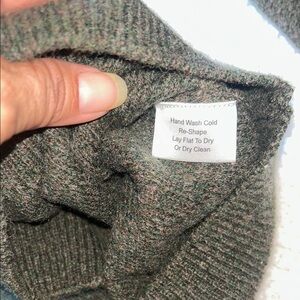 Hand Wash Cold
Re-Shape
Lay Flat To Dry
Or Dry Clean